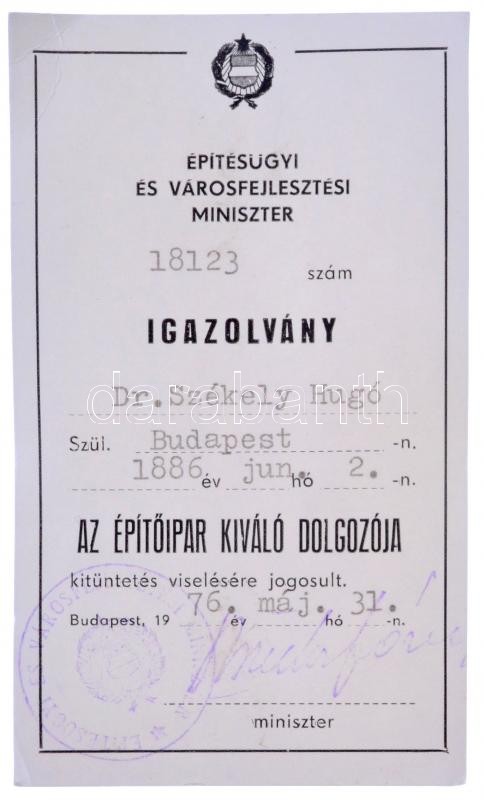 ÉPÍTÉSÜGYI
ÉS VÁROSFEJLESZTÉSI
MINISZTER
18123 szám
IGAZOLVÁNY
Dr. Székely Hugó
darabanth
Szül. Budapest -n.
1886 év jun. hó 2. -n.
AZ ÉPÍTŐIPAR KIVÁLÓ DOLGOZÓJA
kitüntetés viselésére jogosult.
Budapest, 19 76. év máj. hó 31. -n.
miniszter